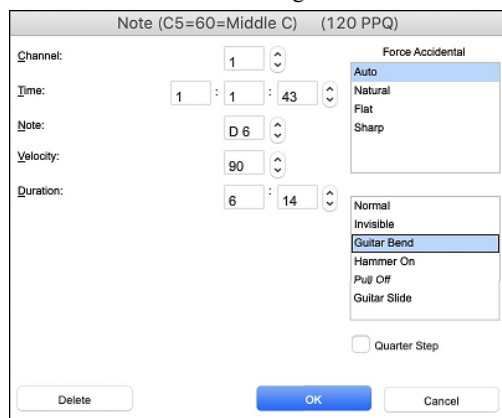 Note (C5=60=Middle C) (120 PPQ)
Channel: 1
Time: 1 : 1 : 43
Note: D 6
Velocity: 90
Duration: 6 : 14
Force Accidental
Auto
Natural
Flat
Sharp
Normal
Invisible
Guitar Bend
Hammer On
Pull Off
Guitar Slide
Quarter Step
Delete OK Cancel